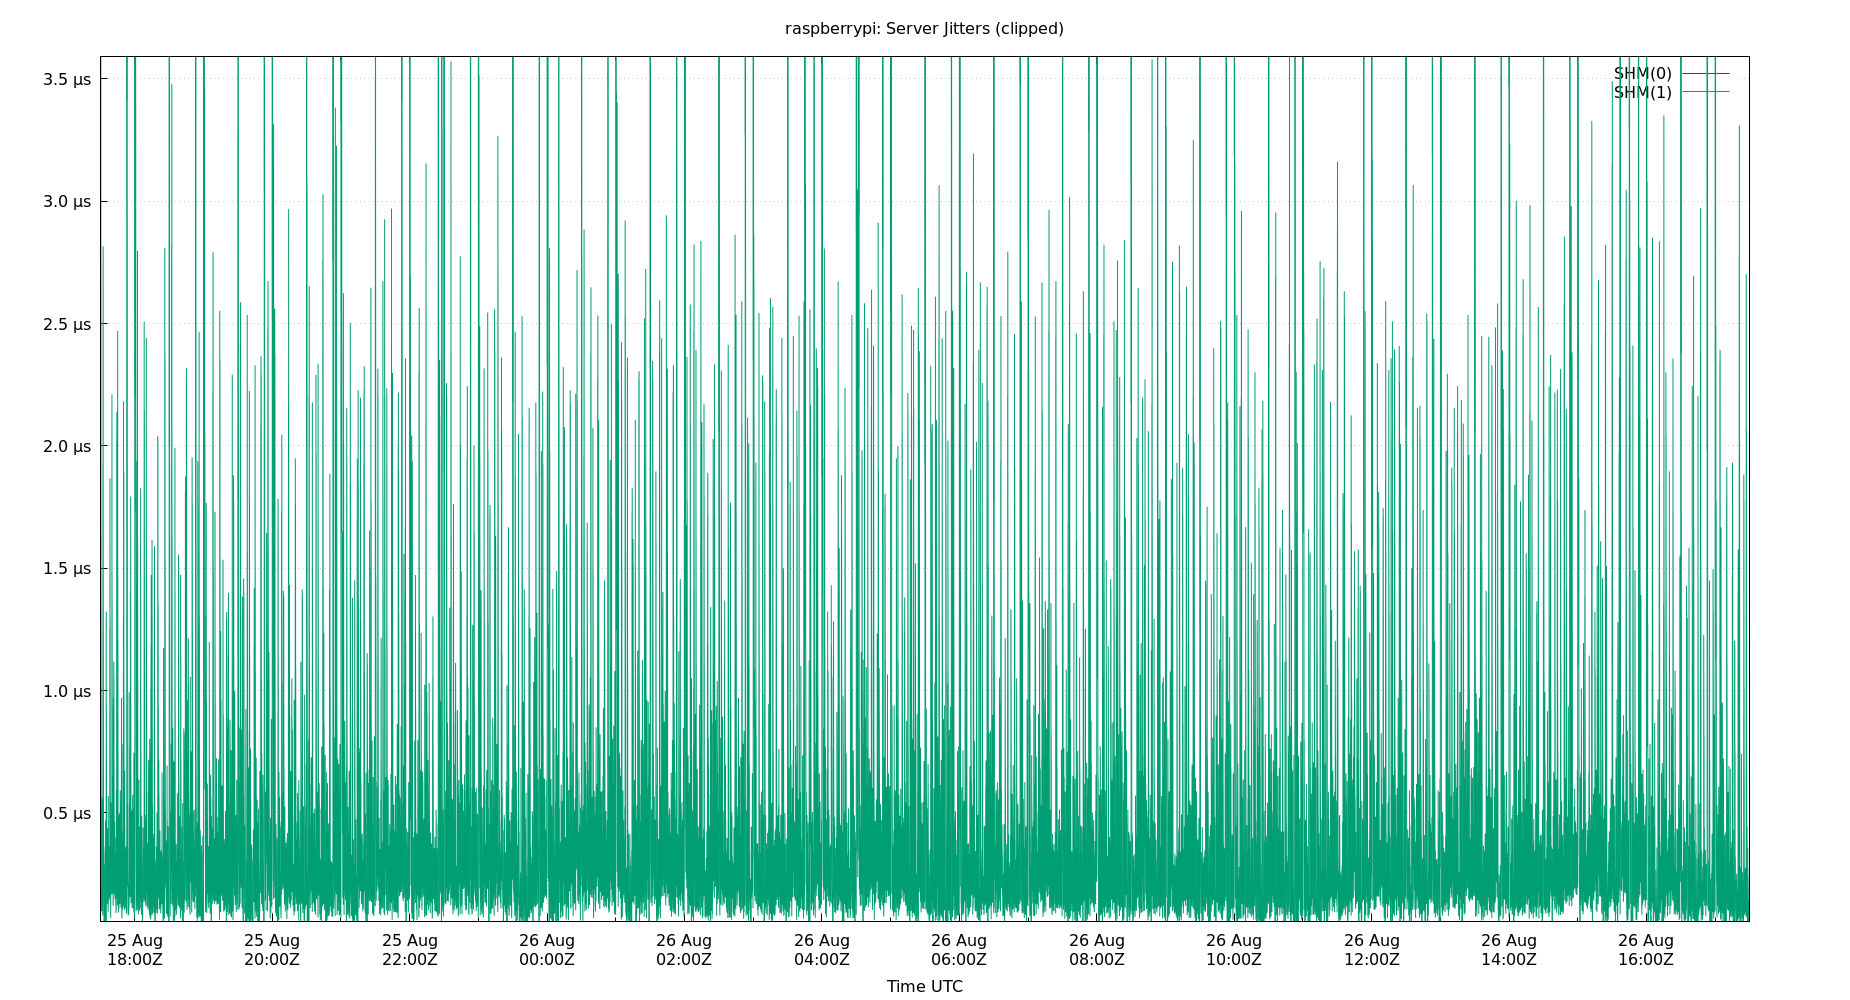 raspberrypi: Server Jitters (clipped)
SHM(0)
SHM(1)
3.5 µs
3.0 µs
2.5 µs
2.0 µs
1.5 µs
1.0 µs
0.5 µs
25 Aug 25 Aug 25 Aug 26 Aug 26 Aug 26 Aug 26 Aug 26 Aug 26 Aug 26 Aug 26 Aug 26 Aug
18:00Z 20:00Z 22:00Z 00:00Z 02:00Z 04:00Z 06:00Z 08:00Z 10:00Z 12:00Z 14:00Z 16:00Z
Time UTC